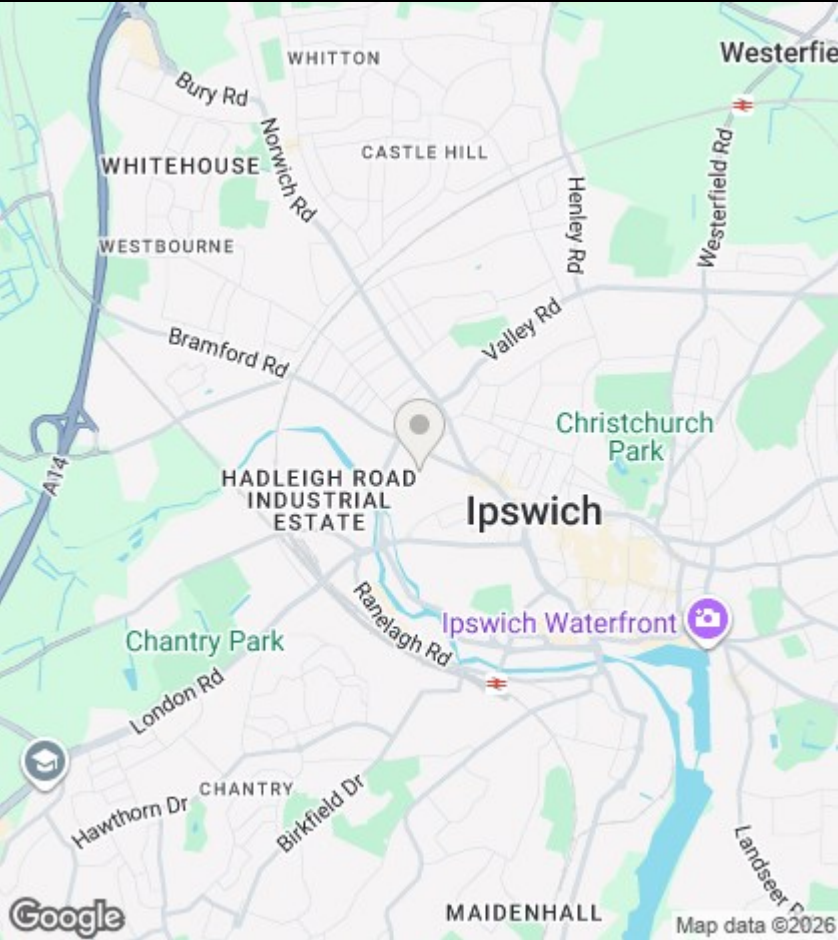 Westerfie
WHITTON
Bury Rd
Norwich Rd
CASTLE HILL
WHITEHOUSE
Henley Rd
Westerfield Rd
WESTBOURNE
Valley Rd
Bramford Rd
Christchurch
Park
A14
HADLEIGH ROAD
INDUSTRIAL
ESTATE
Ipswich
Ranelagh Rd
Ipswich Waterfront
Chantry Park
London Rd
CHANTRY
Hawthorn Dr
Birkfield Dr
Landseer R
MAIDENHALL
Google
Map data ©2026